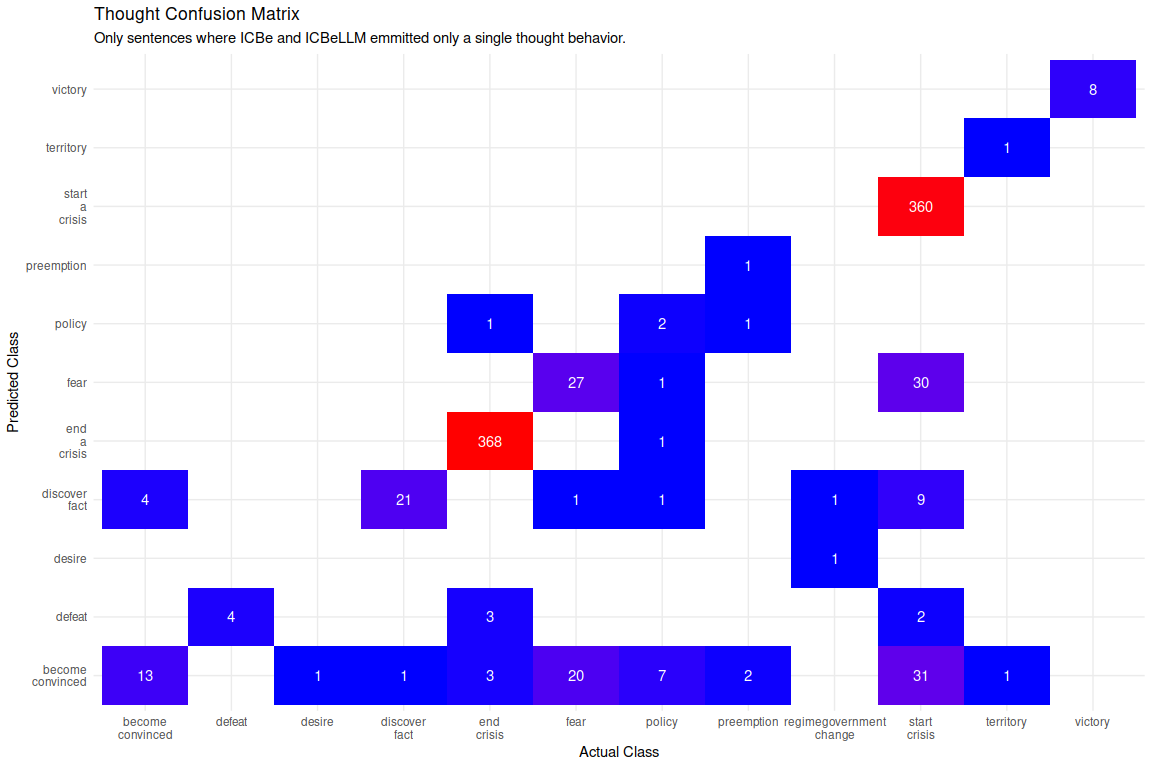 Thought Confusion Matrix
Only sentences where ICBe and ICBeLLM emmitted only a single thought behavior.
Predicted Class
victory
8
territory
1
start
a
crisis
360
preemption
1
policy
1 2 1
fear
27 1 30
end
a
crisis
368 1
discover
fact
4 21 1 1 1 9
desire
1
defeat
4 3 2
become
convinced
13 1 1 3 20 7 2 31 1
become defeat desire discover end fear policy preemption regimegovernment start territory victory
convinced fact crisis change crisis
Actual Class